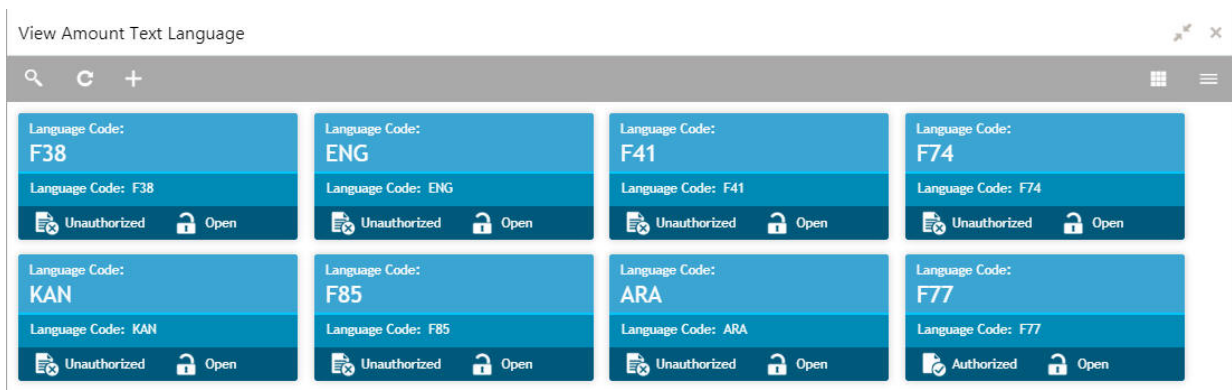 View Amount Text Language
Language Code:
F38
Language Code: F38
Unauthorized Open
Language Code:
ENG
Language Code: ENG
Unauthorized Open
Language Code:
F41
Language Code: F41
Unauthorized Open
Language Code:
F74
Language Code: F74
Unauthorized Open
Language Code:
KAN
Language Code: KAN
Unauthorized Open
Language Code:
F85
Language Code: F85
Unauthorized Open
Language Code:
ARA
Language Code: ARA
Unauthorized Open
Language Code:
F77
Language Code: F77
Authorized Open